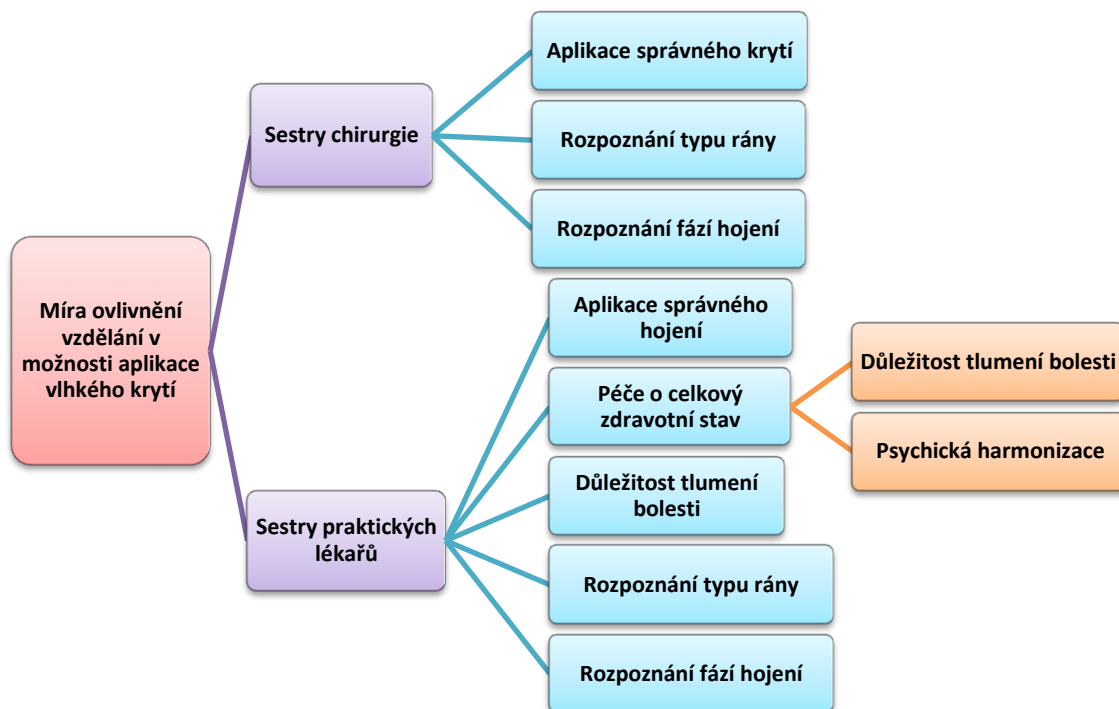 Míra ovlivnění
vzdělání v
možnosti aplikace
vlhkého krytí
Sestry chirurgie
Aplikace správného krytí
Rozpoznání typu rány
Rozpoznání fází hojení
Sestry praktických
lékařů
Aplikace správného
hojení
Péče o celkový
zdravotní stav
Důležitost tlumení bolesti
Psychická harmonizace
Důležitost tlumení
bolesti
Rozpoznání typu rány
Rozpoznání fází hojení